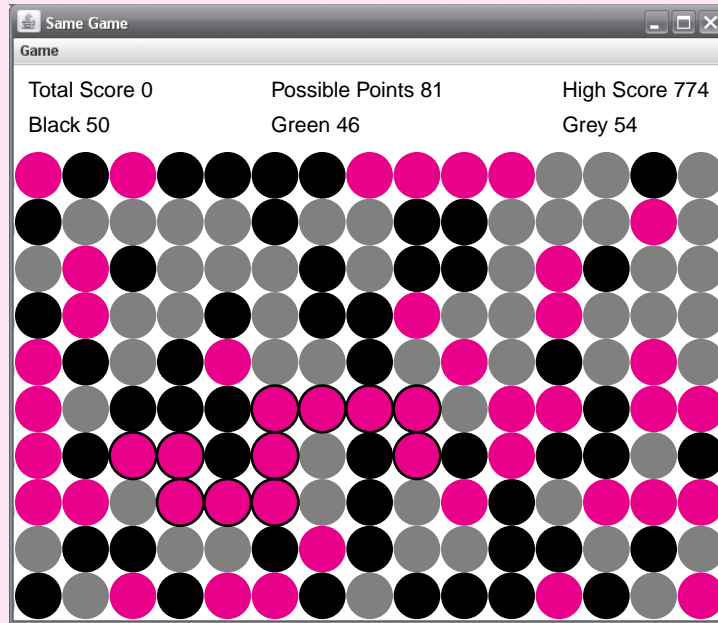 Same Game
Game
Total Score 0 Possible Points 81 High Score 774
Black 50 Green 46 Grey 54